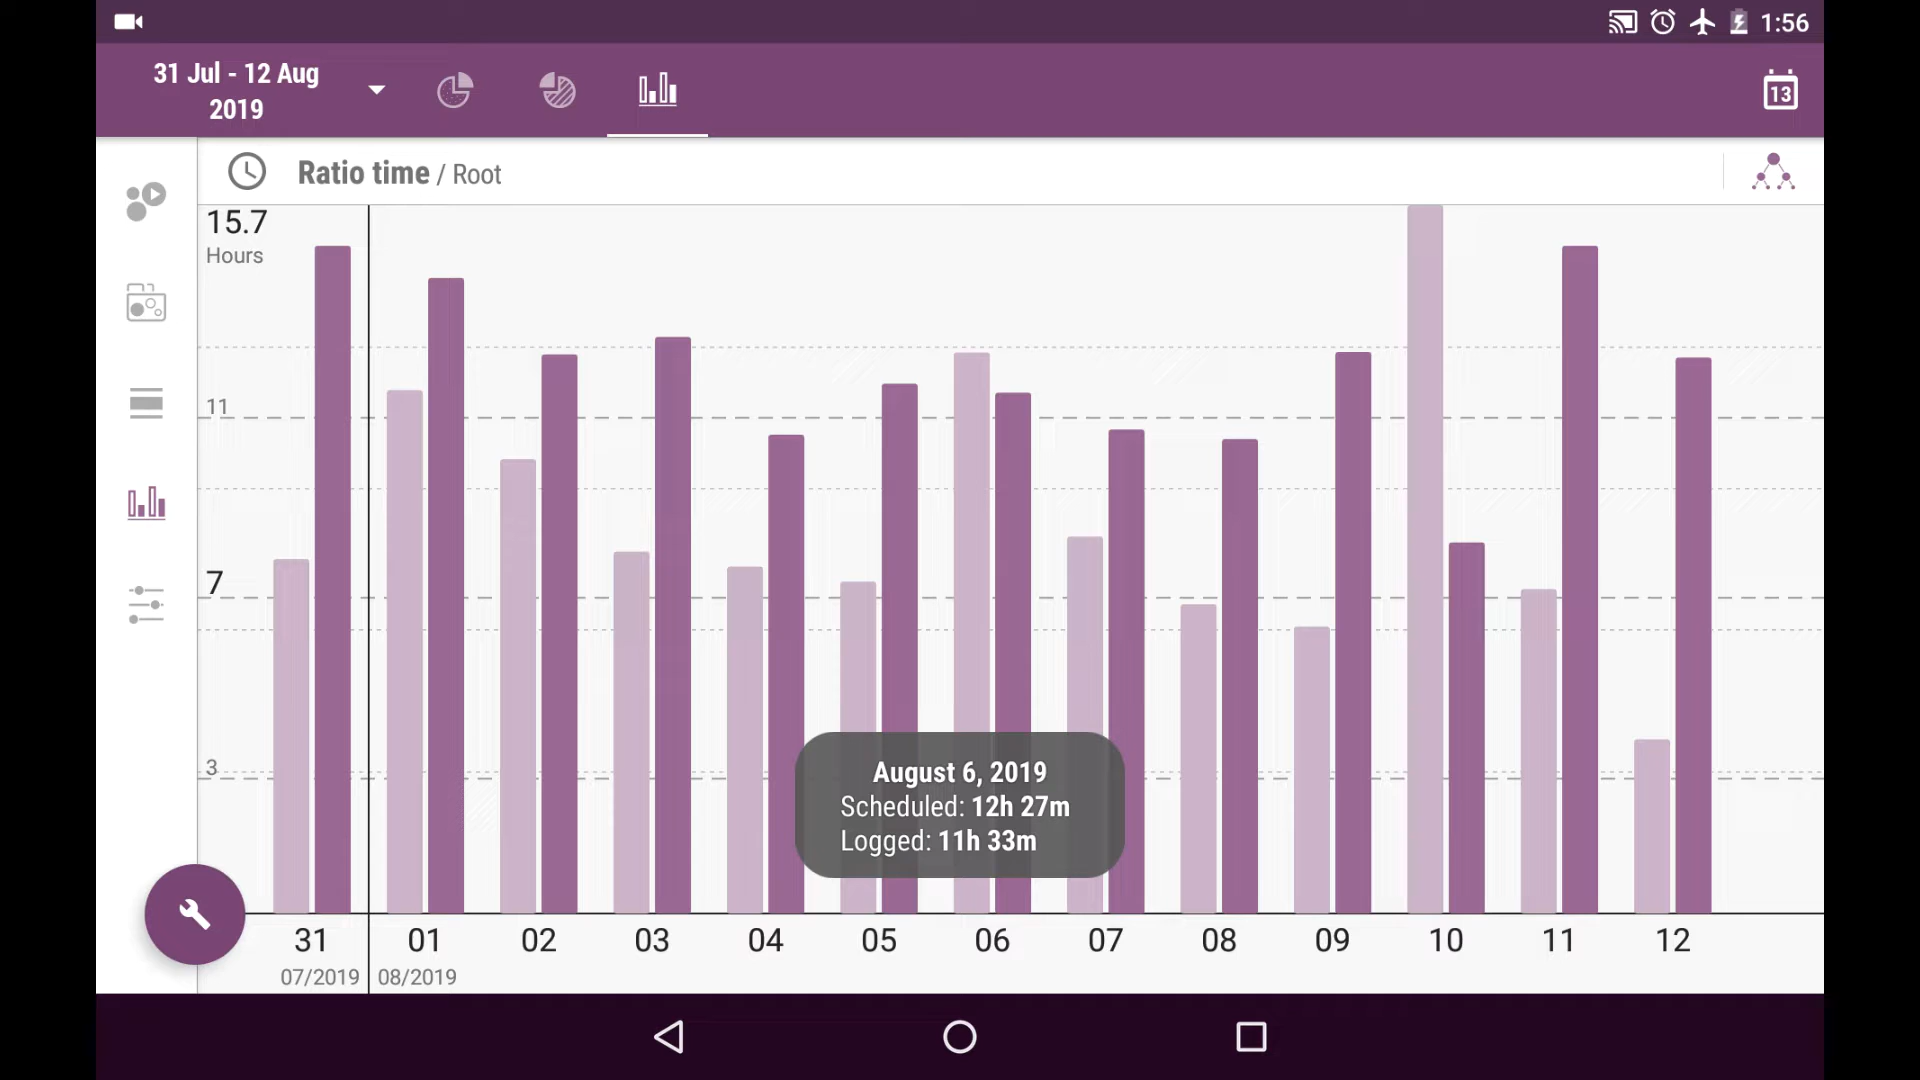 1:56
31 Jul - 12 Aug
2019
13
Ratio time / Root
15.7
Hours
11
7
3
August 6, 2019
Scheduled: 12h 27m
Logged: 11h 33m
31 01 02 03 04 05 06 07 08 09 10 11 12
07/2019 08/2019